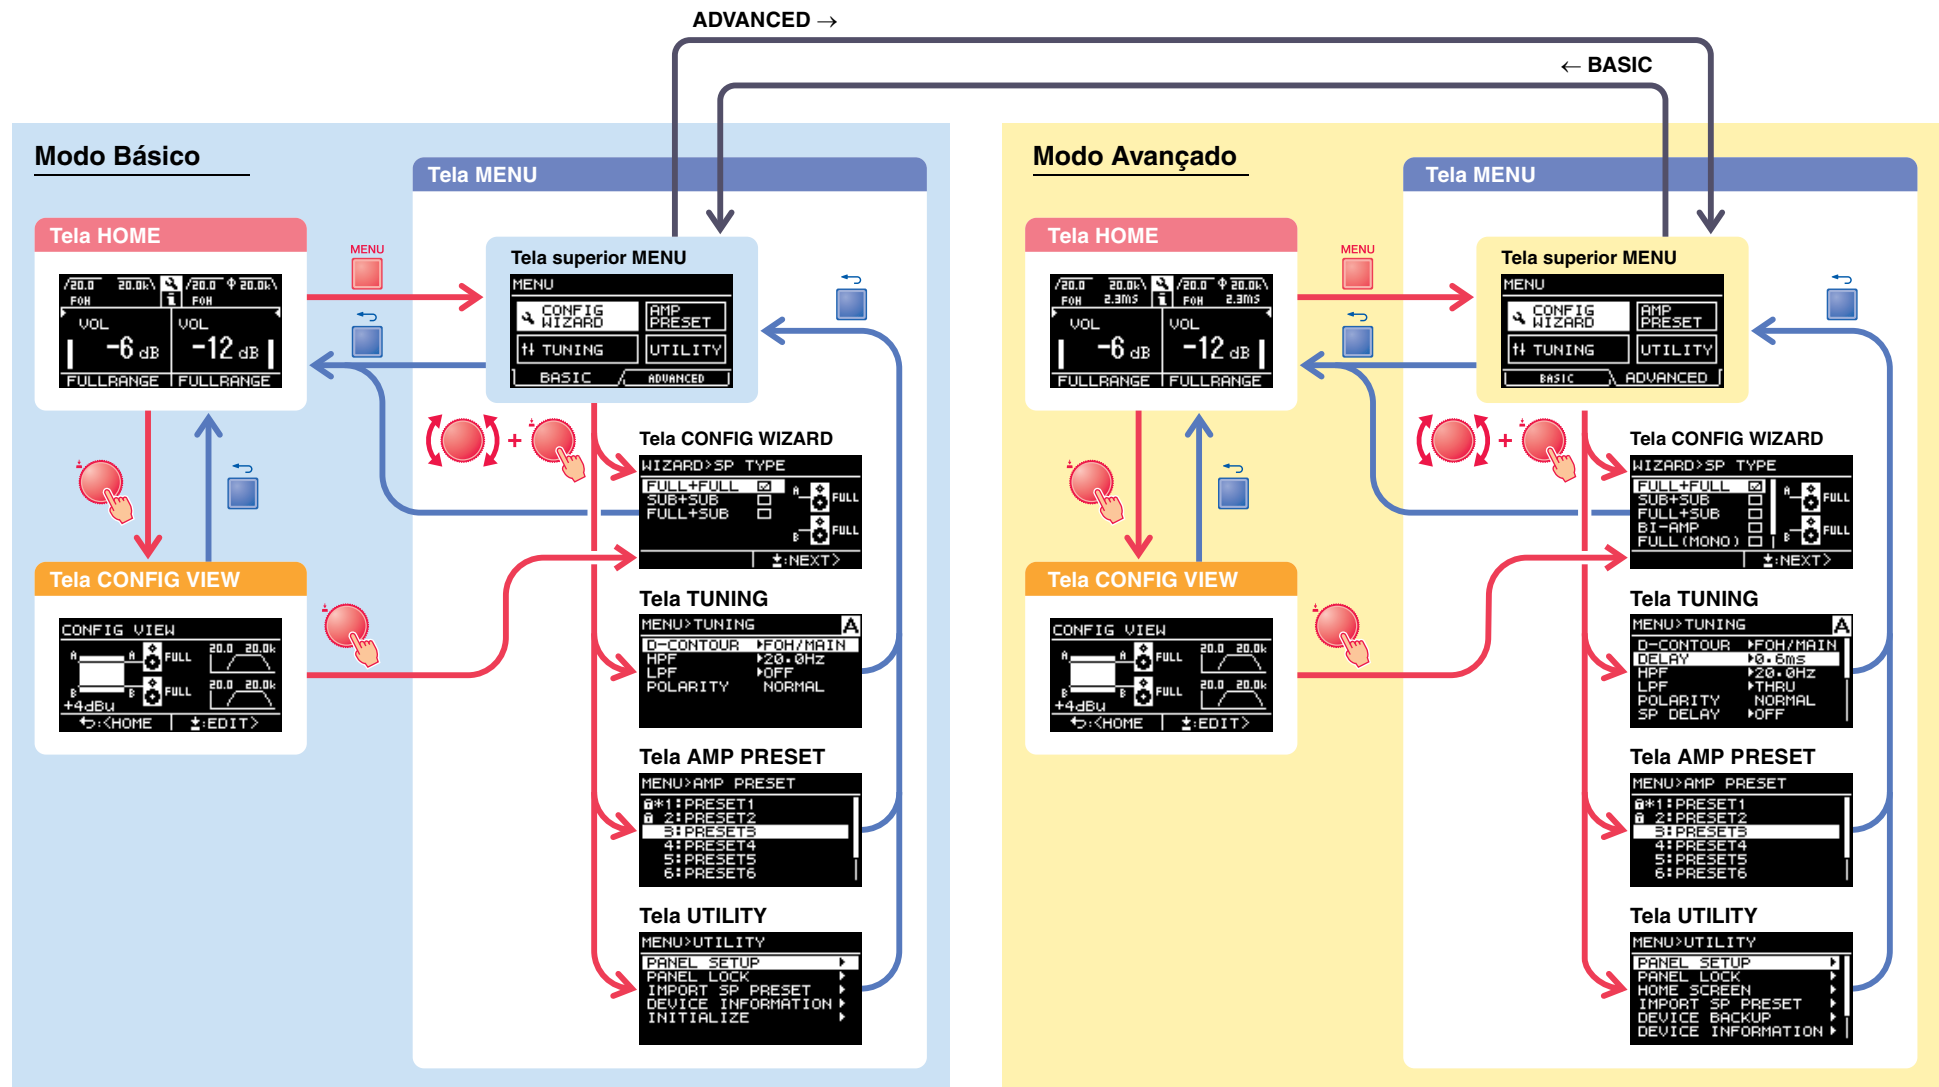 ADVANCED →
← BASIC
Modo Básico
Tela MENU
Tela HOME
MENU
/20.0 20.0k\ /20.0 Φ 20.0k\
FOH i FOH
VOL VOL
-6 dB -12 dB
FULLRANGE FULLRANGE
Tela superior MENU
MENU
CONFIG WIZARD
AMP PRESET
TUNING
UTILITY
BASIC ADVANCED
+
Tela CONFIG WIZARD
WIZARD>SP TYPE
FULL+FULL
SUB+SUB
FULL+SUB
A FULL
B FULL
:NEXT>
Tela CONFIG VIEW
CONFIG VIEW
A A FULL 20.0 20.0k
B B FULL 20.0 20.0k
+4dBu
:<HOME :EDIT>
Tela TUNING
MENU>TUNING A
D-CONTOUR FOH/MAIN
HPF 20.0Hz
LPF OFF
POLARITY NORMAL
Tela AMP PRESET
MENU>AMP PRESET
*1:PRESET1
2:PRESET2
3:PRESET3
4:PRESET4
5:PRESET5
6:PRESET6
Tela UTILITY
MENU>UTILITY
PANEL SETUP
PANEL LOCK
IMPORT SP PRESET
DEVICE INFORMATION
INITIALIZE
Modo Avançado
Tela MENU
Tela HOME
MENU
/20.0 20.0k\ /20.0 Φ 20.0k\
FOH 2.3ms i FOH 2.3ms
VOL VOL
-6 dB -12 dB
FULLRANGE FULLRANGE
Tela superior MENU
MENU
CONFIG WIZARD
AMP PRESET
TUNING
UTILITY
BASIC ADVANCED
+
Tela CONFIG WIZARD
WIZARD>SP TYPE
FULL+FULL
SUB+SUB
FULL+SUB
BI-AMP
FULL(MONO)
A FULL
B FULL
:NEXT>
Tela CONFIG VIEW
CONFIG VIEW
A A FULL 20.0 20.0k
B B FULL 20.0 20.0k
+4dBu
:<HOME :EDIT>
Tela TUNING
MENU>TUNING A
D-CONTOUR FOH/MAIN
DELAY 0.6ms
HPF 20.0Hz
LPF THRU
POLARITY NORMAL
SP DELAY OFF
Tela AMP PRESET
MENU>AMP PRESET
*1:PRESET1
2:PRESET2
3:PRESET3
4:PRESET4
5:PRESET5
6:PRESET6
Tela UTILITY
MENU>UTILITY
PANEL SETUP
PANEL LOCK
HOME SCREEN
IMPORT SP PRESET
DEVICE BACKUP
DEVICE INFORMATION